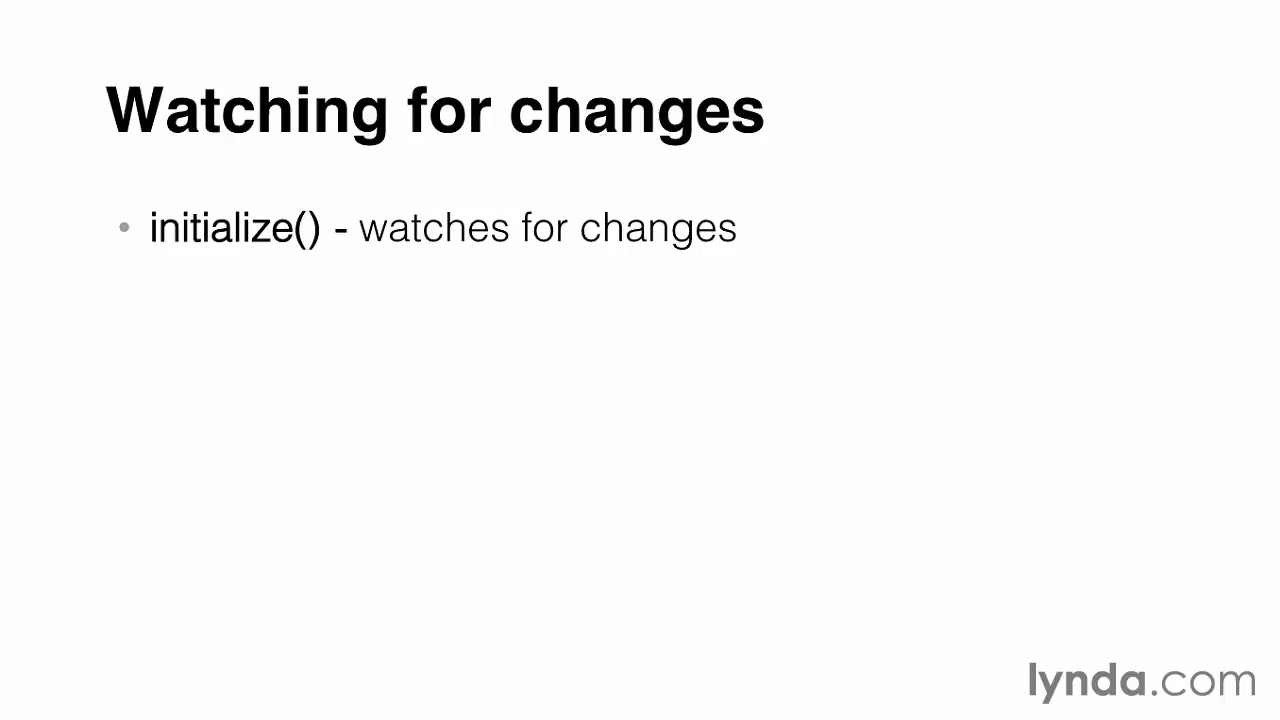 Watching for changes
• initialize() - watches for changes
lynda.com